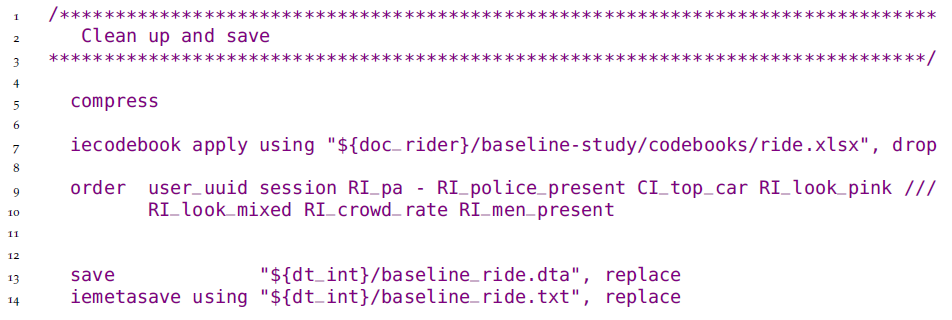 1 /********************************************************************************
2 Clean up and save
3 ********************************************************************************/
4
5 compress
6
7 iecodebook apply using "${doc_rider}/baseline-study/codebooks/ride.xlsx", drop
8
9 order user_uuid session RI_pa - RI_police_present CI_top_car RI_look_pink ///
10 RI_look_mixed RI_crowd_rate RI_men_present
11
12
13 save "${dt_int}/baseline_ride.dta", replace
14 iemetasave using "${dt_int}/baseline_ride.txt", replace